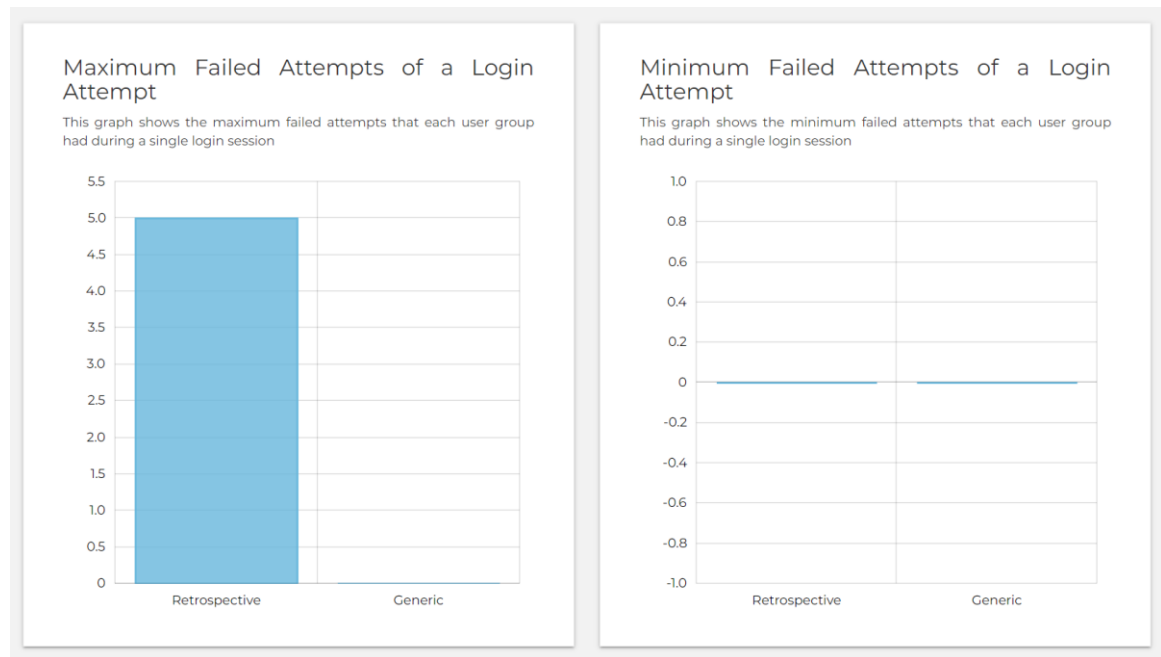 Maximum Failed Attempts of a Login
Attempt
This graph shows the maximum failed attempts that each user group
had during a single login session
5.5
5.0
4.5
4.0
3.5
3.0
2.5
2.0
1.5
1.0
0.5
0
Retrospective
Generic
Minimum Failed Attempts of a Login
Attempt
This graph shows the minimum failed attempts that each user group
had during a single login session
1.0
0.8
0.6
0.4
0.2
0
-0.2
-0.4
-0.6
-0.8
-1.0
Retrospective
Generic